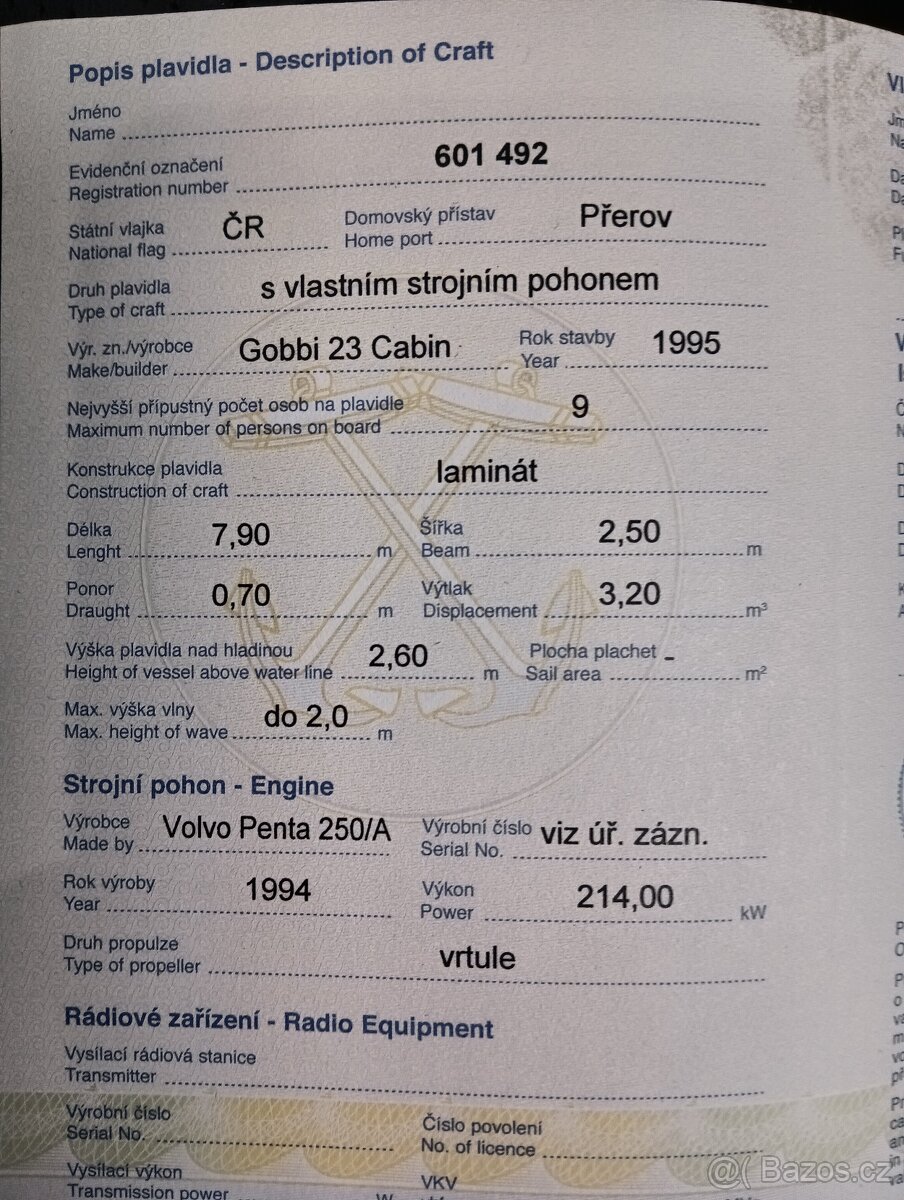 Popis plavidla - Description of Craft
Jméno
Name
Evidenční označení 601 492
Registration number
Státní vlajka ČR Domovský přístav Přerov
National flag Home port
Druh plavidla s vlastním strojním pohonem
Type of craft
Výr. zn./výrobce Gobbi 23 Cabin Rok stavby 1995
Make/builder Year
Nejvyšší přípustný počet osob na plavidle 9
Maximum number of persons on board
Konstrukce plavidla laminát
Construction of craft
Délka 7,90 Šířka 2,50
Lenght m Beam m
Ponor 0,70 Výtlak 3,20
Draught m Displacement m³
Výška plavidla nad hladinou 2,60 Plocha plachet -
Height of vessel above water line m Sail area m²
Max. výška vlny do 2,0
Max. height of wave m
Strojní pohon - Engine
Výrobce Volvo Penta 250/A Výrobní číslo viz úř. zázn.
Made by Serial No.
Rok výroby 1994 Výkon 214,00
Year Power kW
Druh propulze vrtule
Type of propeller
Rádiové zařízení - Radio Equipment
Vysílací rádiová stanice
Transmitter
Výrobní číslo Číslo povolení
Serial No. No. of licence
Vysílací výkon VKV
Transmission power W
@( Bazos.cz